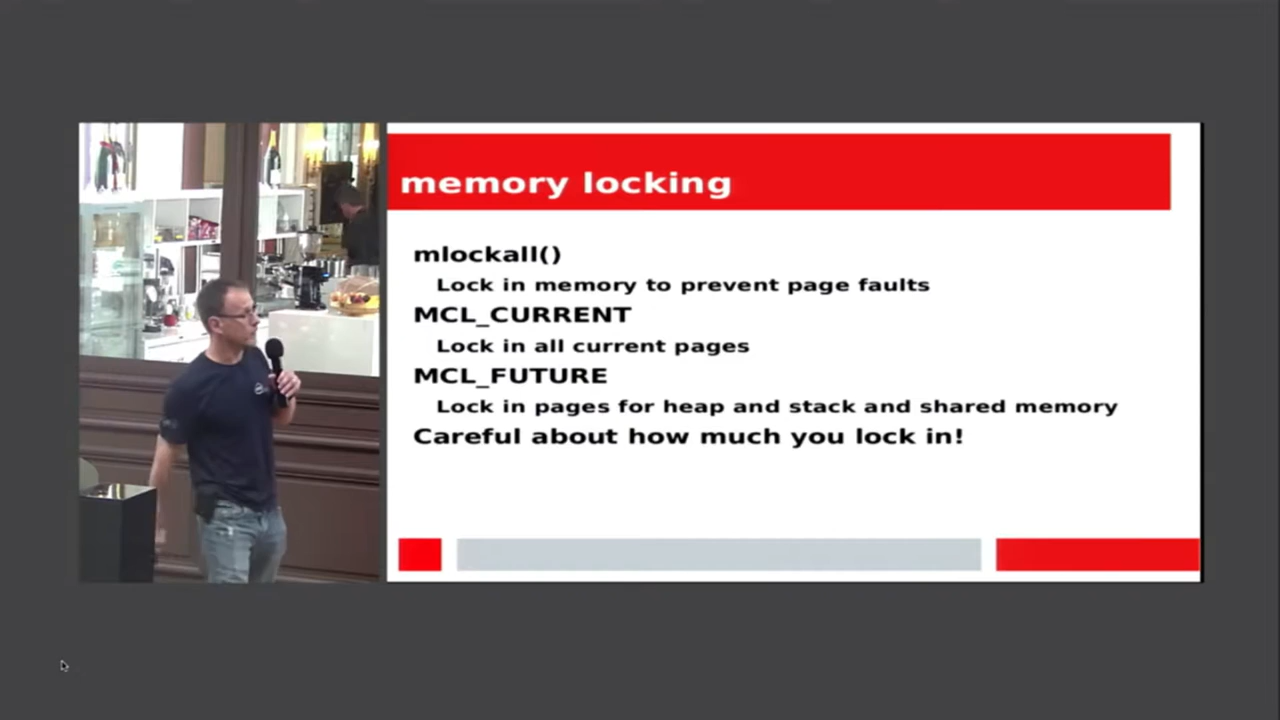 memory locking
mlockall()
Lock in memory to prevent page faults
MCL_CURRENT
Lock in all current pages
MCL_FUTURE
Lock in pages for heap and stack and shared memory
Careful about how much you lock in!